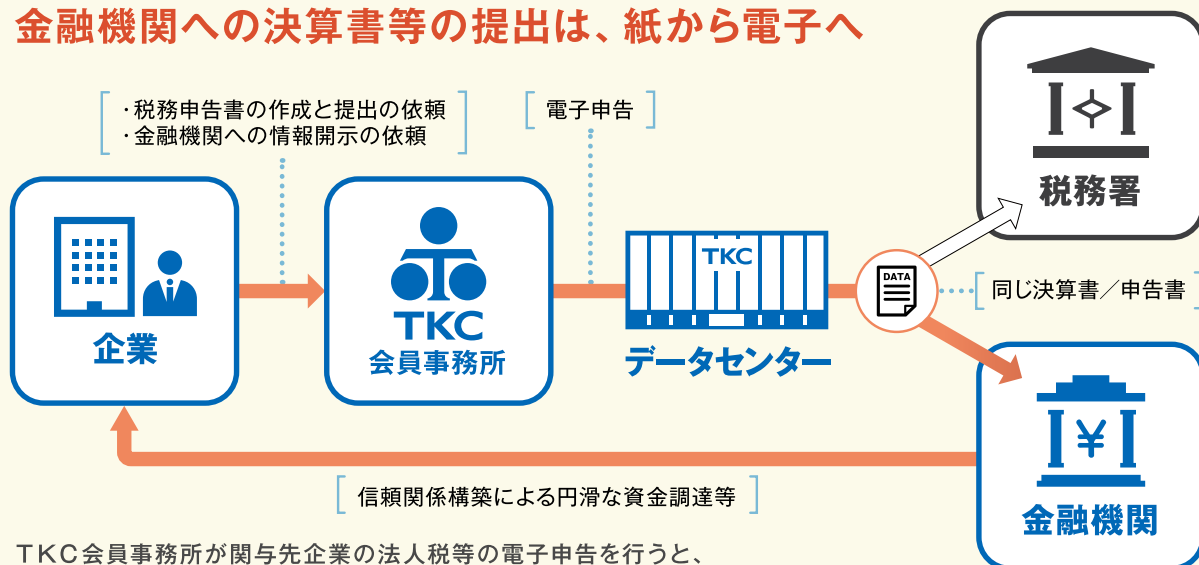 金融機関への決算書等の提出は、紙から電子へ
・税務申告書の作成と提出の依頼
・金融機関への情報開示の依頼
電子申告
税務署
企業
TKC
会員事務所
TKC
データセンター
DATA
同じ決算書／申告書
¥
金融機関
信頼関係構築による円滑な資金調達等
TKC会員事務所が関与先企業の法人税等の電子申告を行うと、